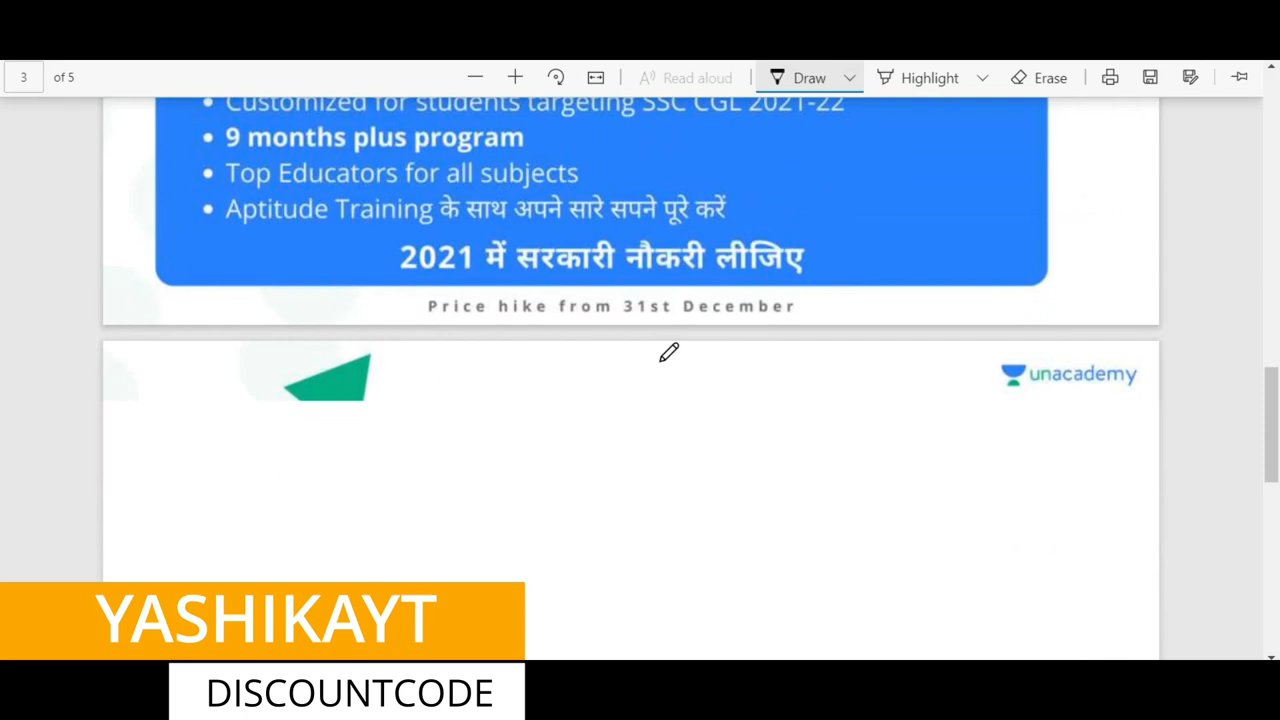 3 of 5 Read aloud Draw Highlight Erase
Customized for students targeting SSC CGL 2021-22
9 months plus program
Top Educators for all subjects
Aptitude Training के साथ अपने सारे सपने पूरे करें
2021 में सरकारी नौकरी लीजिए
Price hike from 31st December
unacademy
YASHIKAYT
DISCOUNTCODE